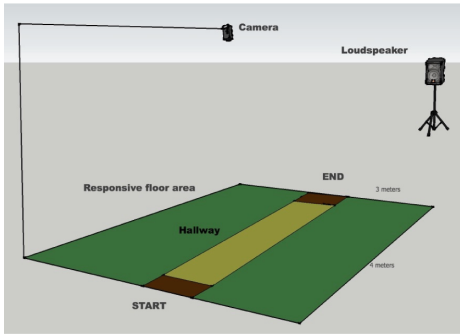 Camera
Loudspeaker
END
3 meters
Responsive floor area
Hallway
4 meters
START